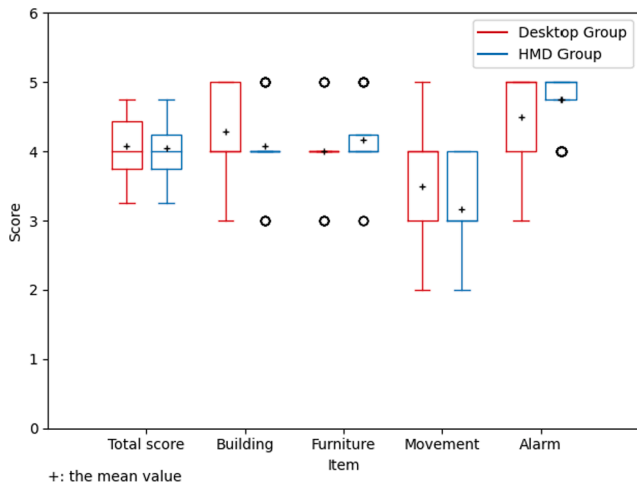 6
5
4
3
2
1
0
Score
Desktop Group
HMD Group
Total score
Building
Furniture
Movement
Alarm
Item
+: the mean value